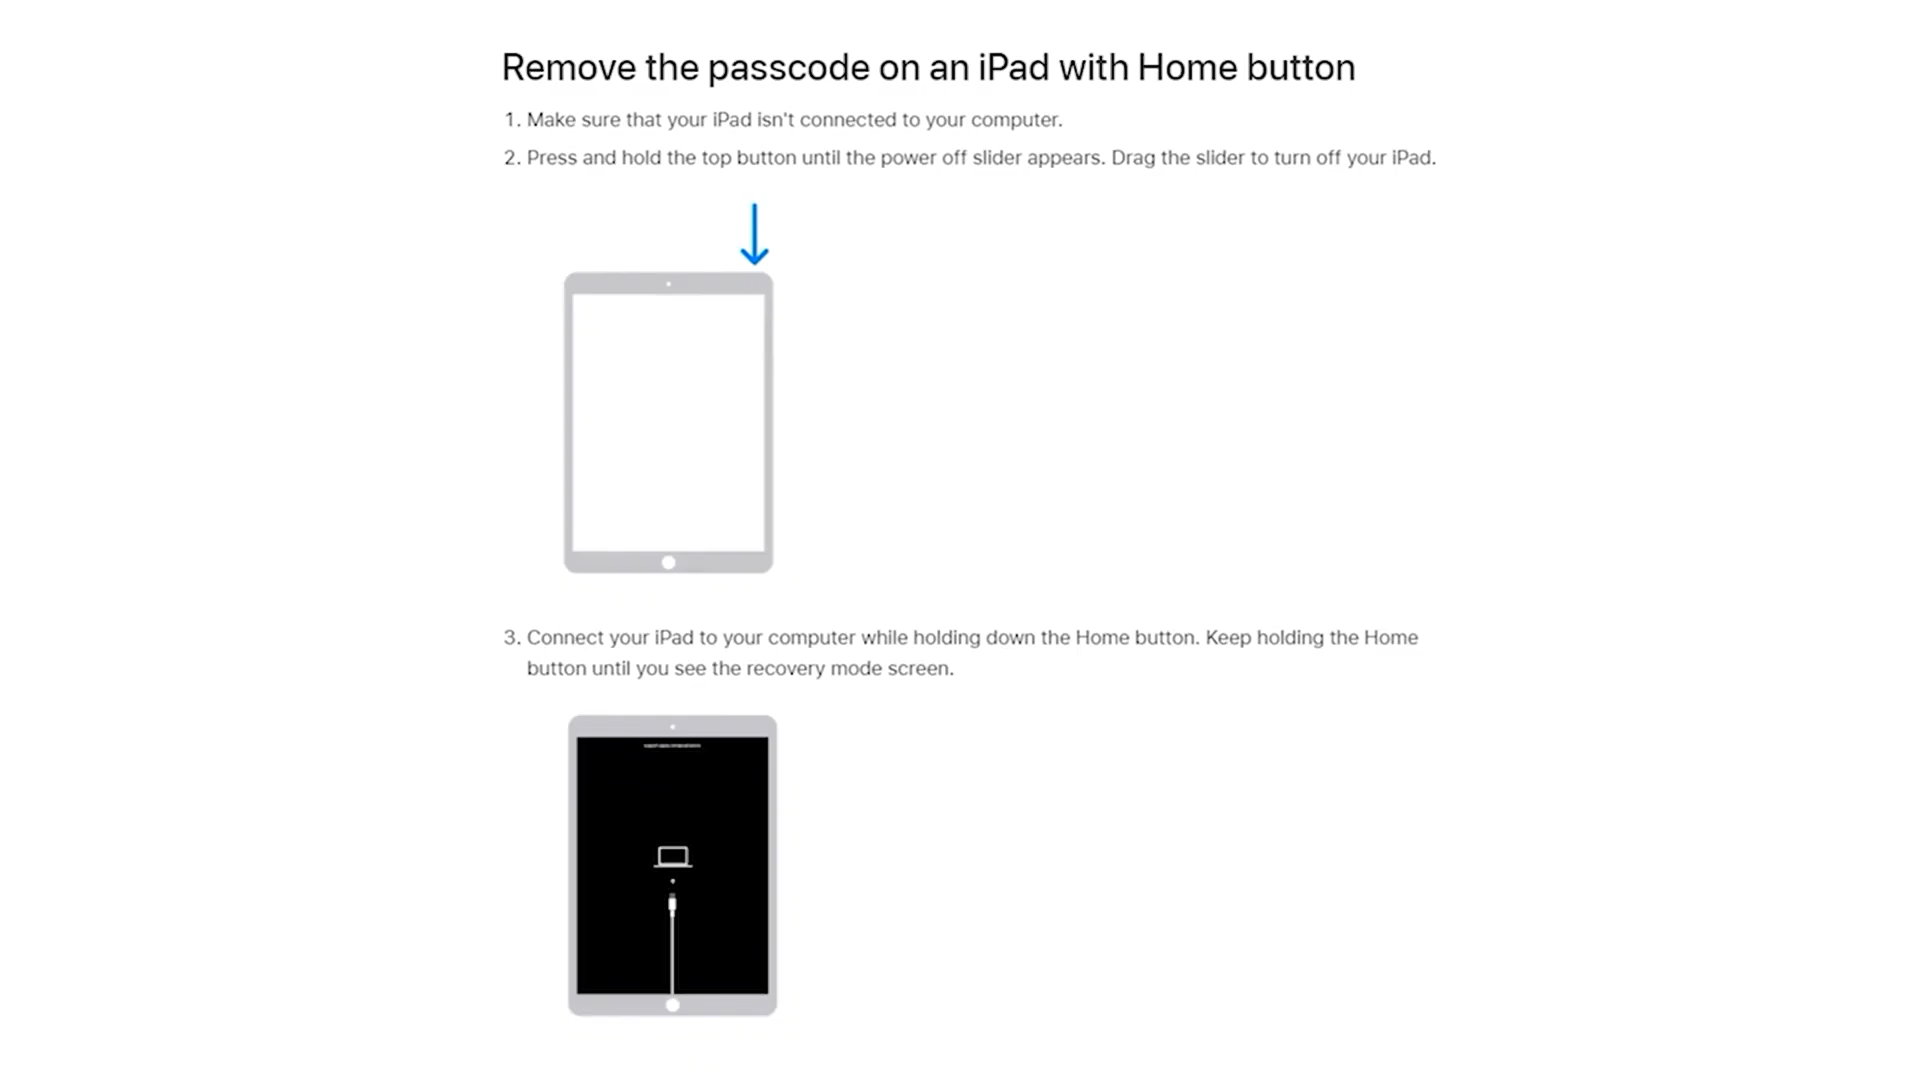 Remove the passcode on an iPad with Home button
1. Make sure that your iPad isn't connected to your computer.
2. Press and hold the top button until the power off slider appears. Drag the slider to turn off your iPad.
3. Connect your iPad to your computer while holding down the Home button. Keep holding the Home
button until you see the recovery mode screen.